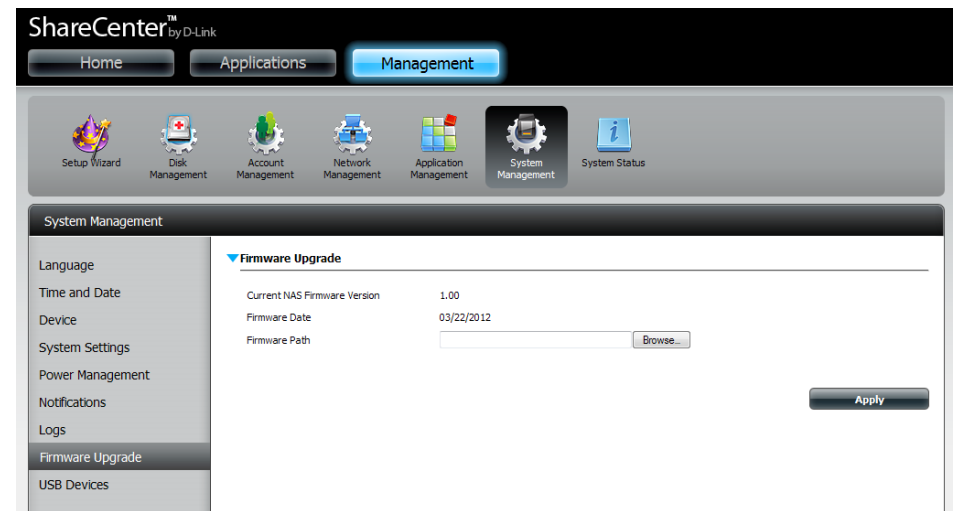 ShareCenter™ by D-Link
Home Applications Management
Setup Wizard
Disk
Management
Account
Management
Network
Management
Application
Management
System
Management
System Status
System Management
Language
Time and Date
Device
System Settings
Power Management
Notifications
Logs
Firmware Upgrade
USB Devices
Firmware Upgrade
Current NAS Firmware Version 1.00
Firmware Date 03/22/2012
Firmware Path Browse...
Apply